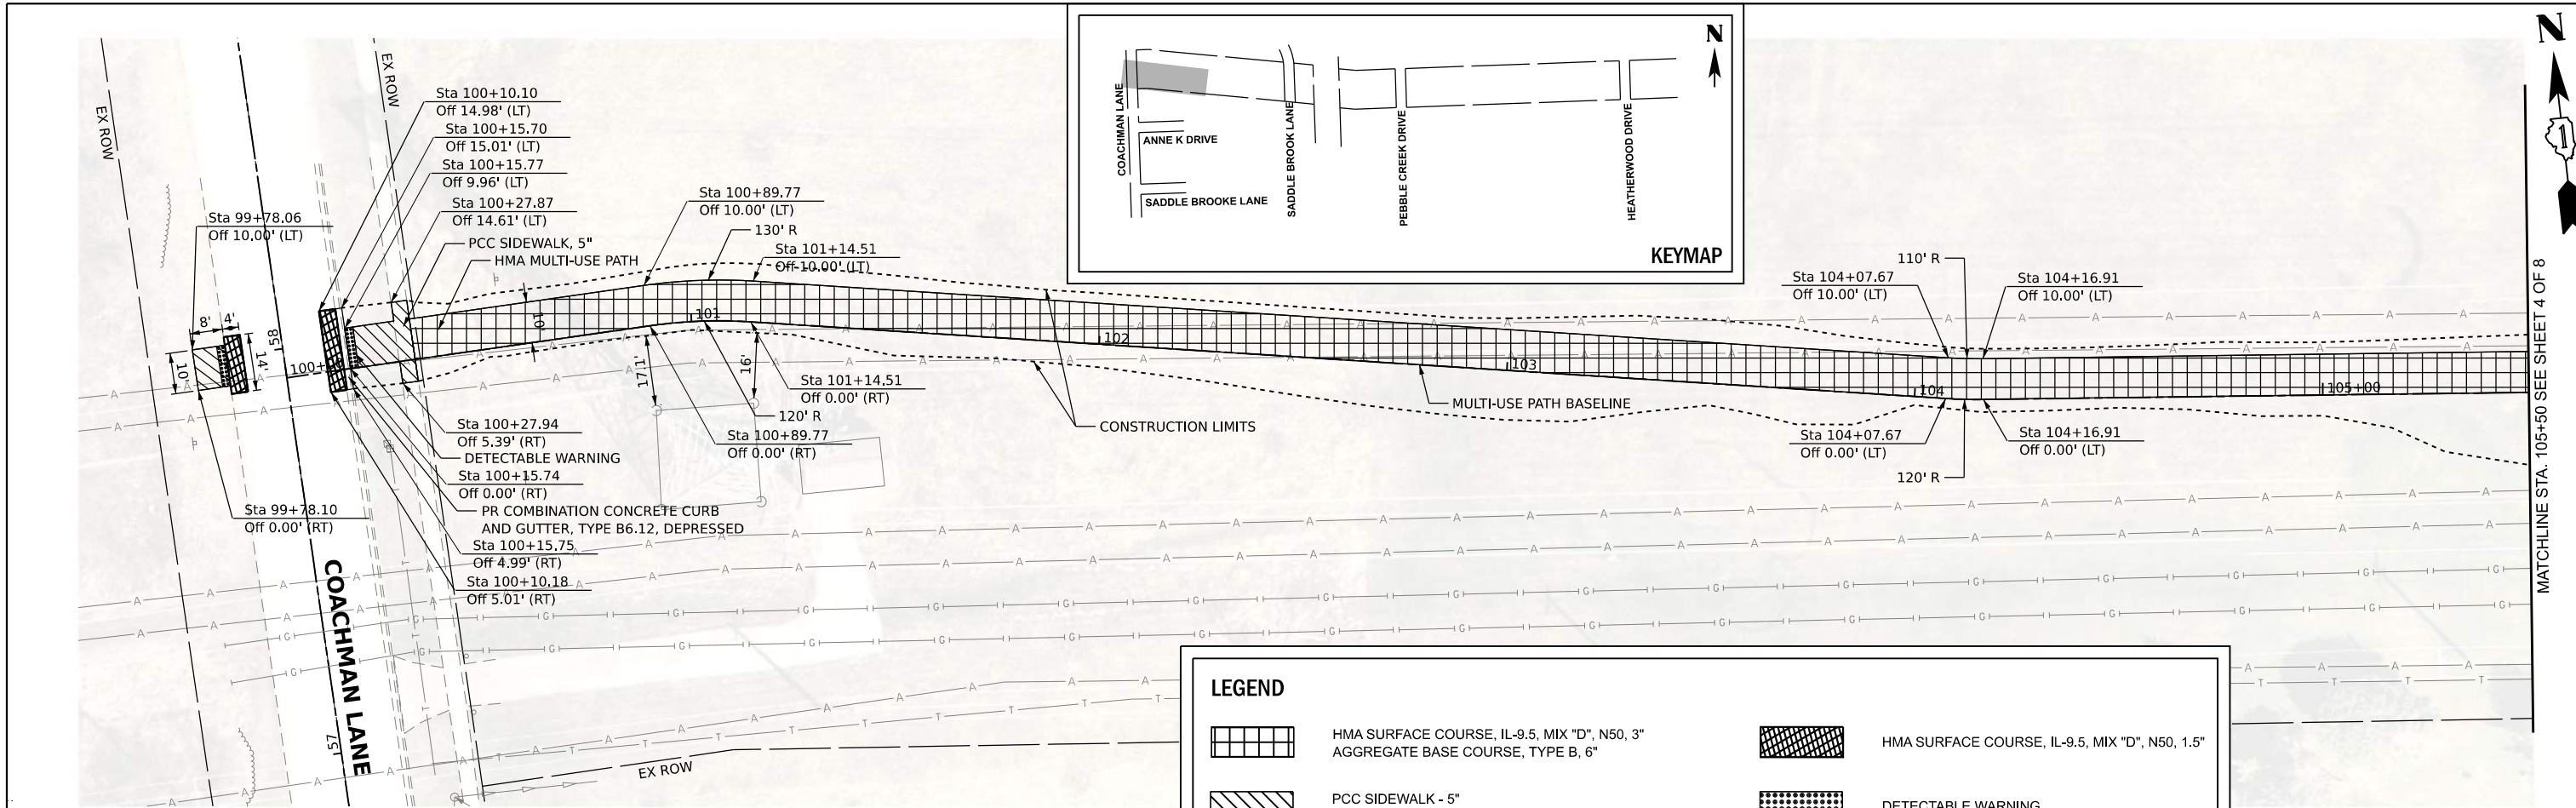 EX ROW
EX ROW
Sta 100+10.10
Off 14.98' (LT)
Sta 100+15.70
Off 15.01' (LT)
Sta 100+15.77
Off 9.96' (LT)
Sta 100+27.87
Off 14.61' (LT)
PCC SIDEWALK, 5"
HMA MULTI-USE PATH
Sta 99+78.06
Off 10.00' (LT)
8'
4'
10'
14'
58
100+
10'
Sta 99+78.10
Off 0.00' (RT)
Sta 100+89.77
Off 10.00' (LT)
130' R
Sta 101+14.51
Off 10.00' (LT)
101
102
103
104
105+00
17.1'
16'
Sta 101+14.51
Off 0.00' (RT)
120' R
Sta 100+89.77
Off 0.00' (RT)
Sta 100+27.94
Off 5.39' (RT)
DETECTABLE WARNING
Sta 100+15.74
Off 0.00' (RT)
PR COMBINATION CONCRETE CURB
AND GUTTER, TYPE B6.12, DEPRESSED
Sta 100+15.75
Off 4.99' (RT)
Sta 100+10.18
Off 5.01' (RT)
COACHMAN LANE
57
EX ROW
CONSTRUCTION LIMITS
MULTI-USE PATH BASELINE
Sta 104+07.67
Off 10.00' (LT)
110' R
Sta 104+16.91
Off 10.00' (LT)
Sta 104+07.67
Off 0.00' (LT)
120' R
Sta 104+16.91
Off 0.00' (LT)
MATCHLINE STA. 105+50 SEE SHEET 4 OF 8
N
1
COACHMAN LANE
ANNE K DRIVE
SADDLE BROOKE LANE
SADDLE BROOK LANE
PEBBLE CREEK DRIVE
HEATHERWOOD DRIVE
N
KEYMAP
LEGEND
HMA SURFACE COURSE, IL-9.5, MIX "D", N50, 3"
AGGREGATE BASE COURSE, TYPE B, 6"
HMA SURFACE COURSE, IL-9.5, MIX "D", N50, 1.5"
PCC SIDEWALK - 5"
DETECTABLE WARNING